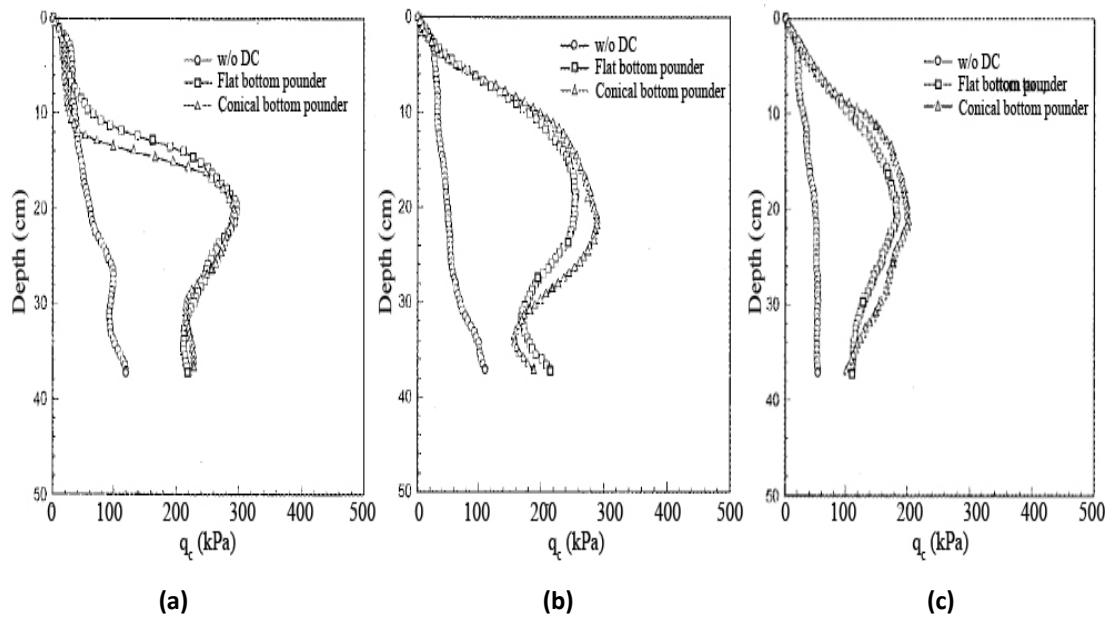 0
10
20
30
40
50
Depth (cm)
w/o DC
Flat bottom pounder
Conical bottom pounder
0 100 200 300 400 500
q_c (kPa)
(a)
0
10
20
30
40
50
Depth (cm)
w/o DC
Flat bottom pounder
Conical bottom pounder
0 100 200 300 400 500
q_c (kPa)
(b)
0
10
20
30
40
50
Depth (cm)
w/o DC
Flat bottom
Conical bottom pounder
0 100 200 300 400 500
q_c (kPa)
(c)